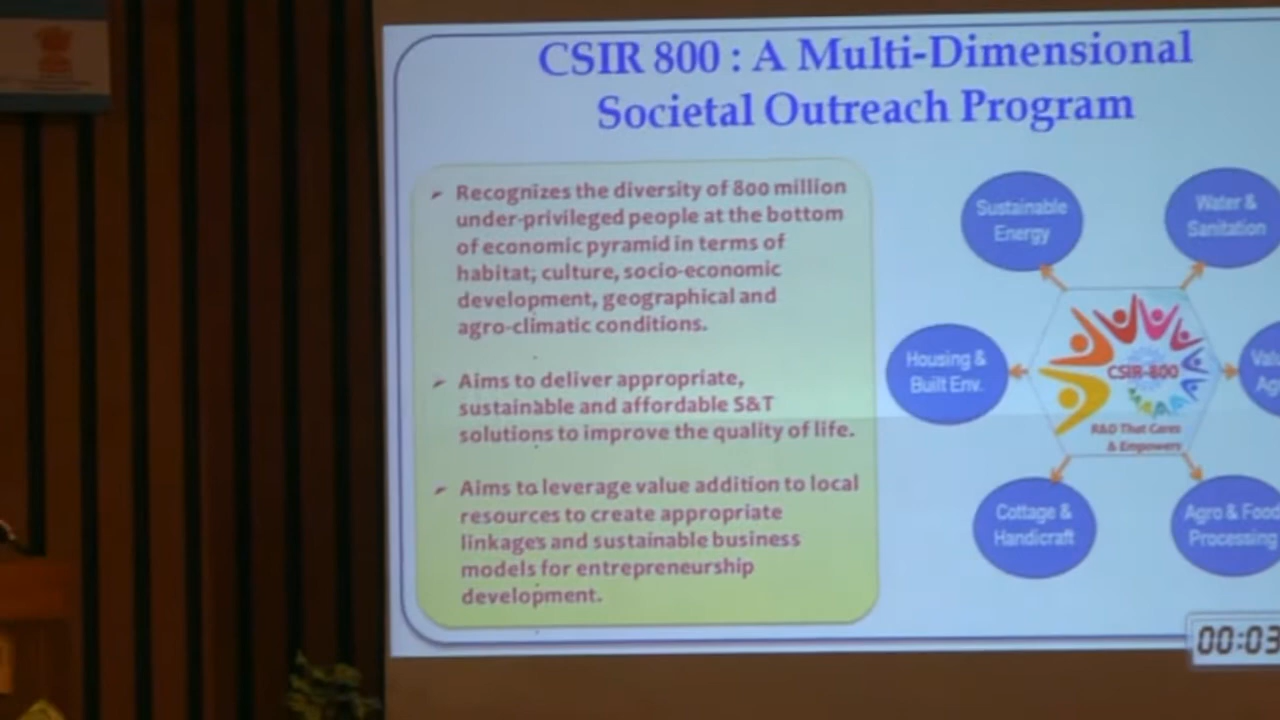 CSIR 800 : A Multi-Dimensional
Societal Outreach Program
Recognizes the diversity of 800 million
under-privileged people at the bottom
of economic pyramid in terms of
habitat; culture, socio-economic
development, geographical and
agro-climatic conditions.
Aims to deliver appropriate,
sustainable and affordable S&T
solutions to improve the quality of life.
Aims to leverage value addition to local
resources to create appropriate
linkages and sustainable business
models for entrepreneurship
development.
Sustainable
Energy
Water &
Sanitation
Housing &
Built Env.
CSIR-800
R&D That Cares
& Empowers
Cottage &
Handicraft
Agro & Food
Processing
00:03